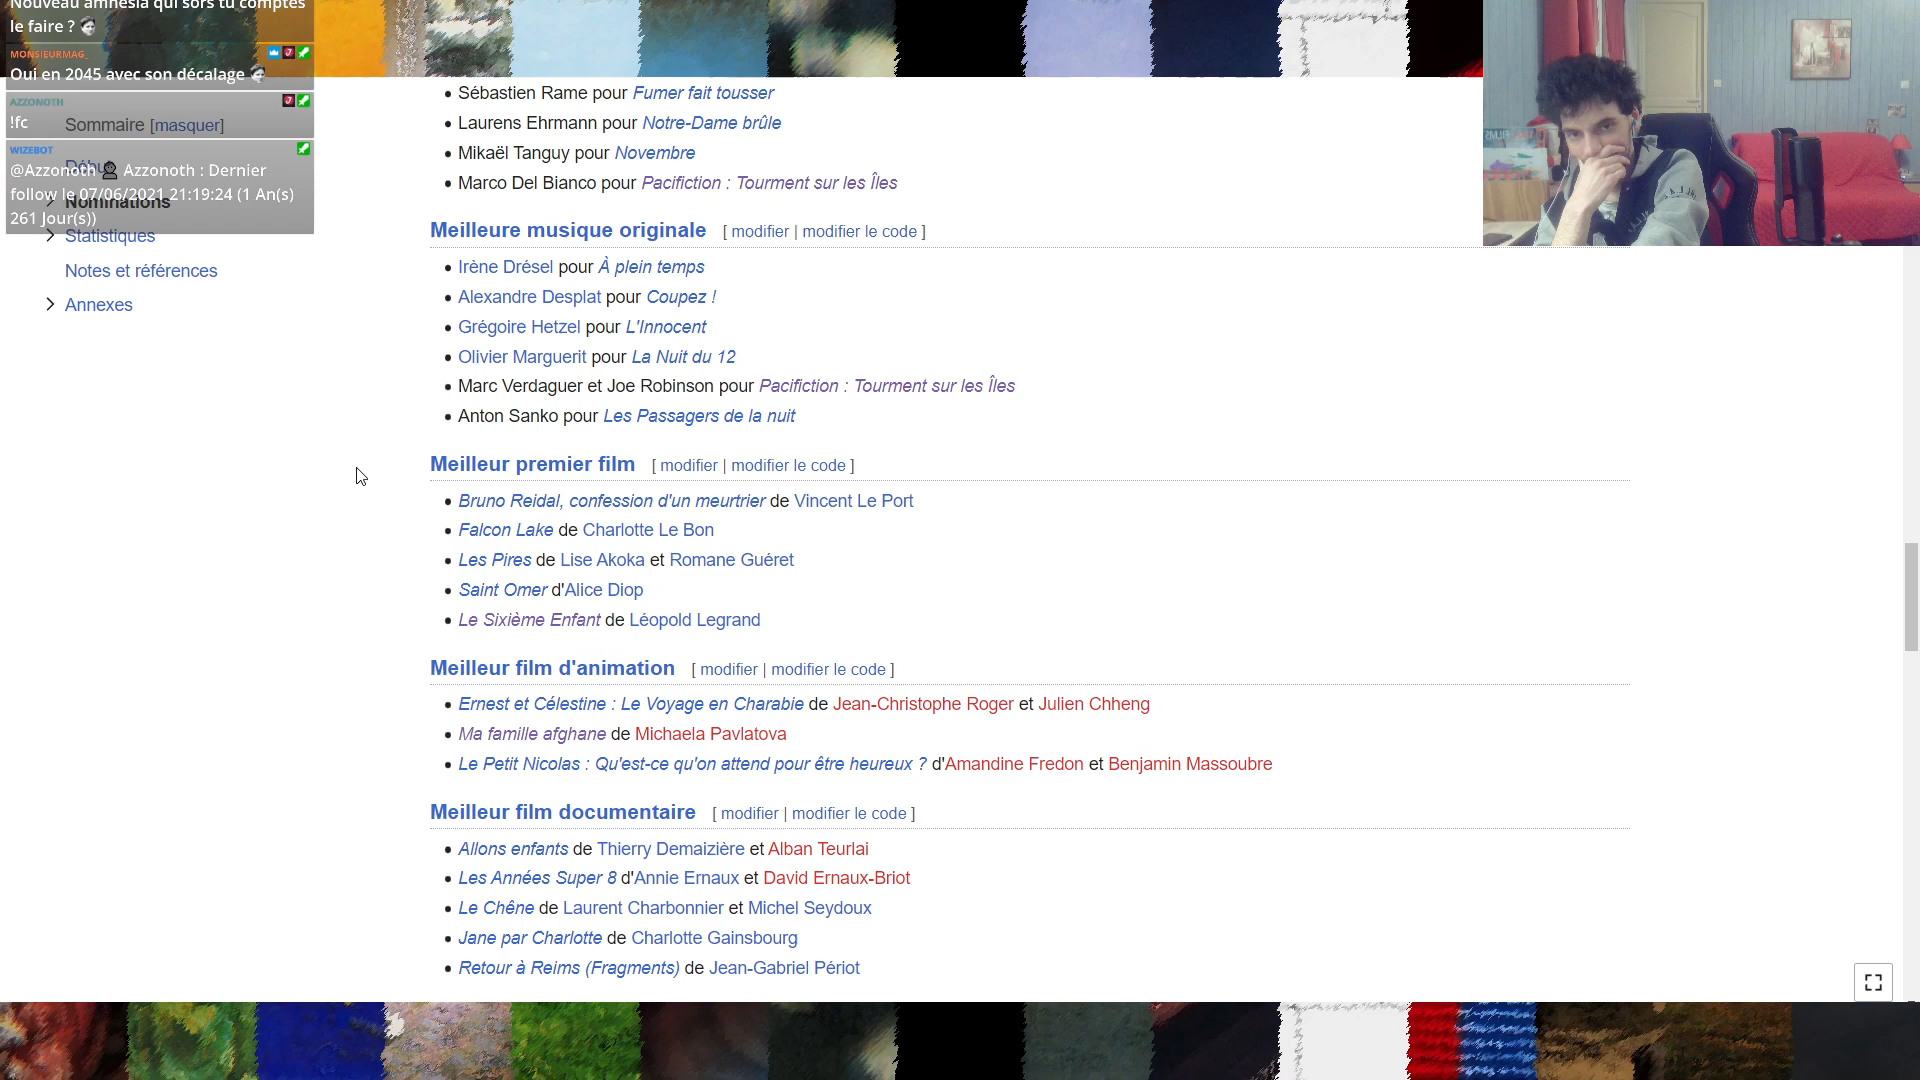 Nouveau amnesia qui sors tu comptes
le faire ?
MONSIEURMAG_
Oui en 2045 avec son décalage
AZZONOTH
!fc
Sommaire [masquer]
WIZEBOT
@Azzonoth Azzonoth : Dernier
follow le 07/06/2021 21:19:24 (1 An(s)
261 Jour(s))
Début
Nominations
Statistiques
Notes et références
Annexes
Sébastien Rame pour Fumer fait tousser
Laurens Ehrmann pour Notre-Dame brûle
Mikaël Tanguy pour Novembre
Marco Del Bianco pour Pacifiction : Tourment sur les Îles
Meilleure musique originale [ modifier | modifier le code ]
Irène Drésel pour À plein temps
Alexandre Desplat pour Coupez !
Grégoire Hetzel pour L'Innocent
Olivier Marguerit pour La Nuit du 12
Marc Verdaguer et Joe Robinson pour Pacifiction : Tourment sur les Îles
Anton Sanko pour Les Passagers de la nuit
Meilleur premier film [ modifier | modifier le code ]
Bruno Reidal, confession d'un meurtrier de Vincent Le Port
Falcon Lake de Charlotte Le Bon
Les Pires de Lise Akoka et Romane Guéret
Saint Omer d'Alice Diop
Le Sixième Enfant de Léopold Legrand
Meilleur film d'animation [ modifier | modifier le code ]
Ernest et Célestine : Le Voyage en Charabie de Jean-Christophe Roger et Julien Chheng
Ma famille afghane de Michaela Pavlatova
Le Petit Nicolas : Qu'est-ce qu'on attend pour être heureux ? d'Amandine Fredon et Benjamin Massoubre
Meilleur film documentaire [ modifier | modifier le code ]
Allons enfants de Thierry Demaizière et Alban Teurlai
Les Années Super 8 d'Annie Ernaux et David Ernaux-Briot
Le Chêne de Laurent Charbonnier et Michel Seydoux
Jane par Charlotte de Charlotte Gainsbourg
Retour à Reims (Fragments) de Jean-Gabriel Périot